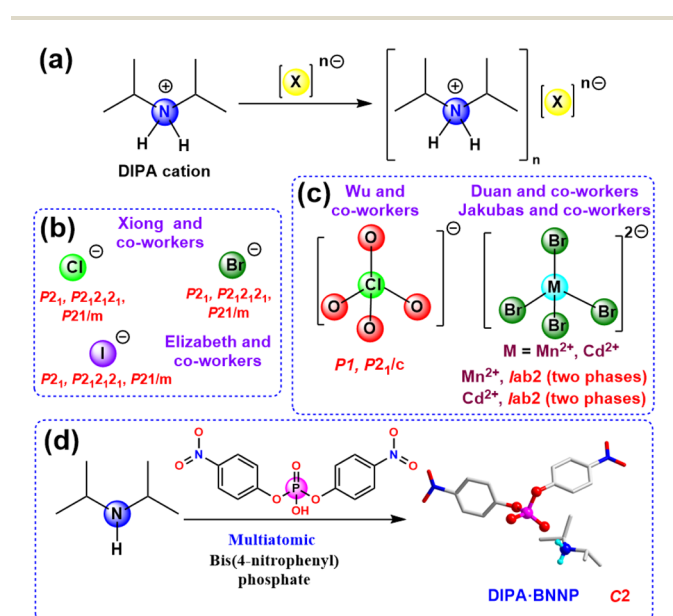 (a)
[X]n⊖
[X]n⊖
⊕
N
H H
⊕
N
H H
n
DIPA cation
(b)
Xiong and
co-workers
Cl ⊖
Br ⊖
P2₁, P2₁2₁2₁,
P21/m
P2₁, P2₁2₁2₁,
P21/m
I ⊖
Elizabeth and
co-workers
P2₁, P2₁2₁2₁, P21/m
(c)
Wu and
co-workers
O
Cl
O O
O
⊖
P1, P2₁/c
Duan and co-workers
Jakubas and co-workers
Br
M
Br Br
Br
2⊖
M = Mn²⁺, Cd²⁺
Mn²⁺, Iab2 (two phases)
Cd²⁺, Iab2 (two phases)
(d)
N
H
O
N
O
O
P
O O
OH
O
N
O
Multiatomic
Bis(4-nitrophenyl)
phosphate
DIPA·BNNP C2